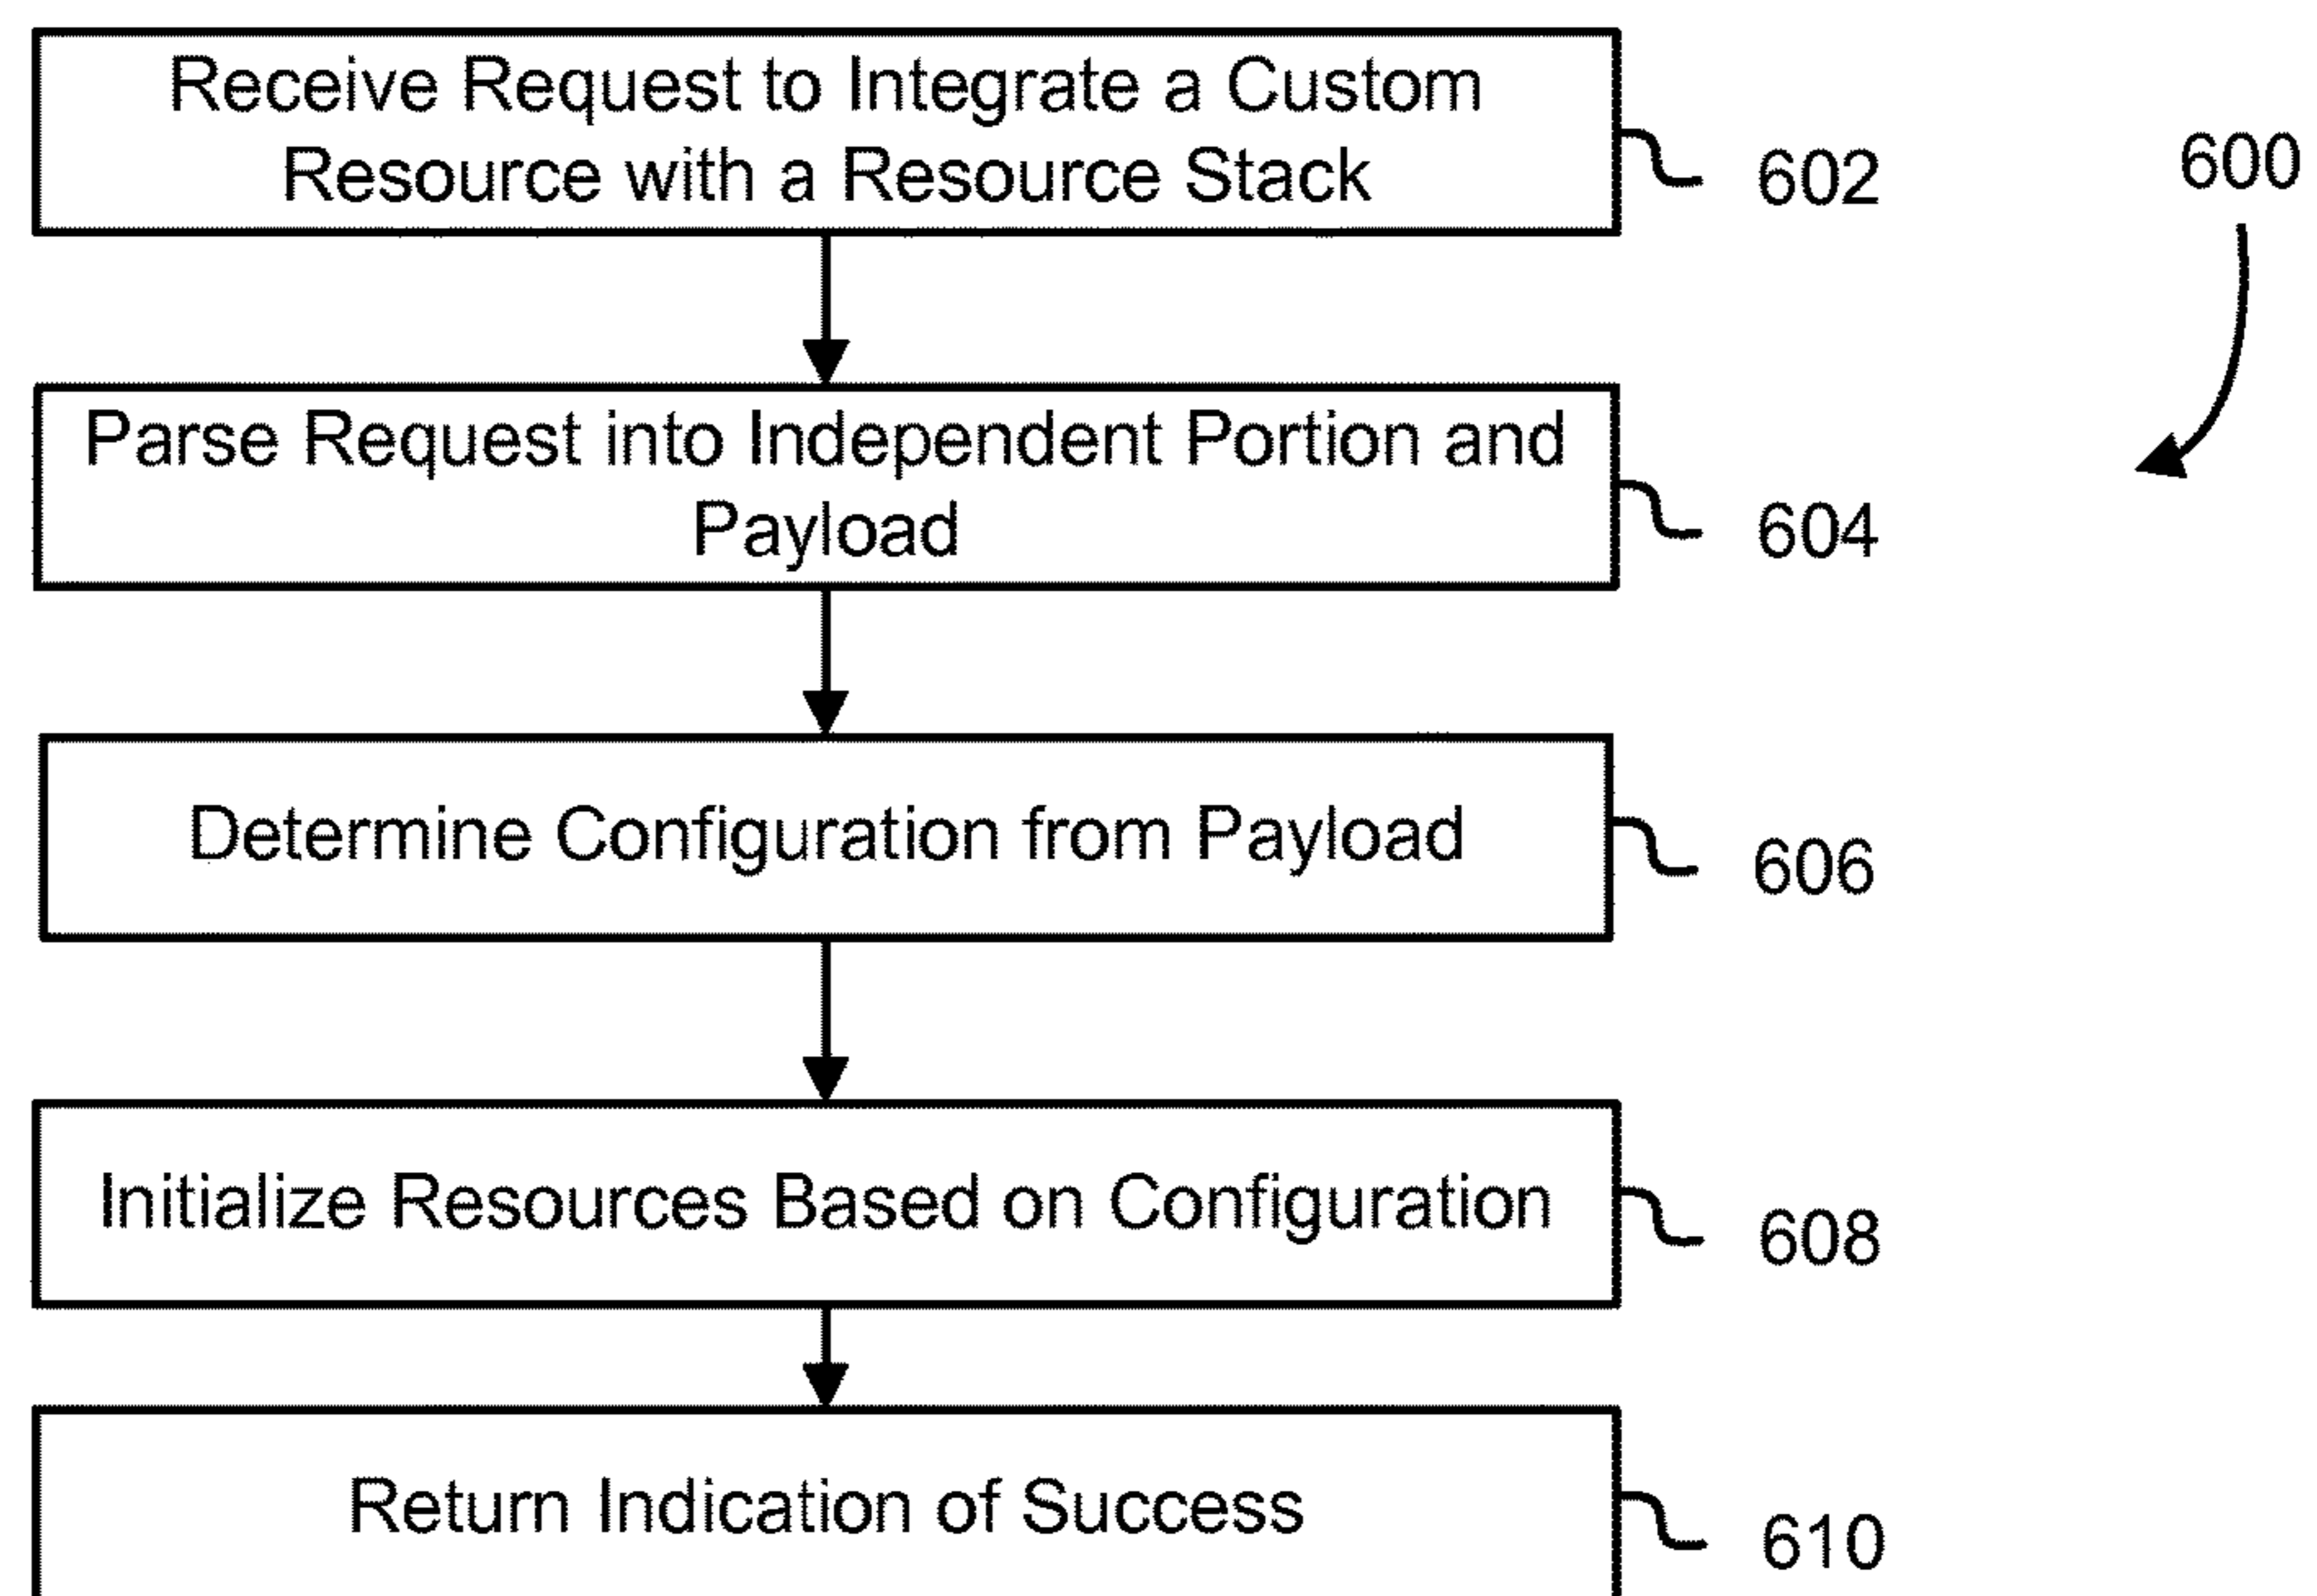 Receive Request to Integrate a Custom
Resource with a Resource Stack
602
600
Parse Request into Independent Portion and
Payload
604
Determine Configuration from Payload
606
Initialize Resources Based on Configuration
608
Return Indication of Success
610